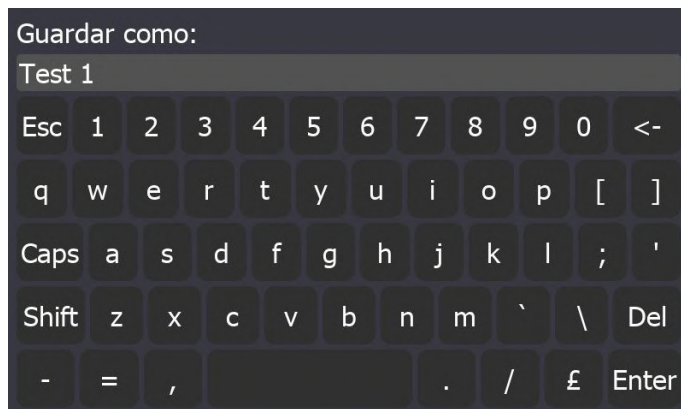 Guardar como:
Test 1
Esc 1 2 3 4 5 6 7 8 9 0 <-
q w e r t y u i o p [ ]
Caps a s d f g h j k l ; '
Shift z x c v b n m ` \ Del
- = , . / £ Enter